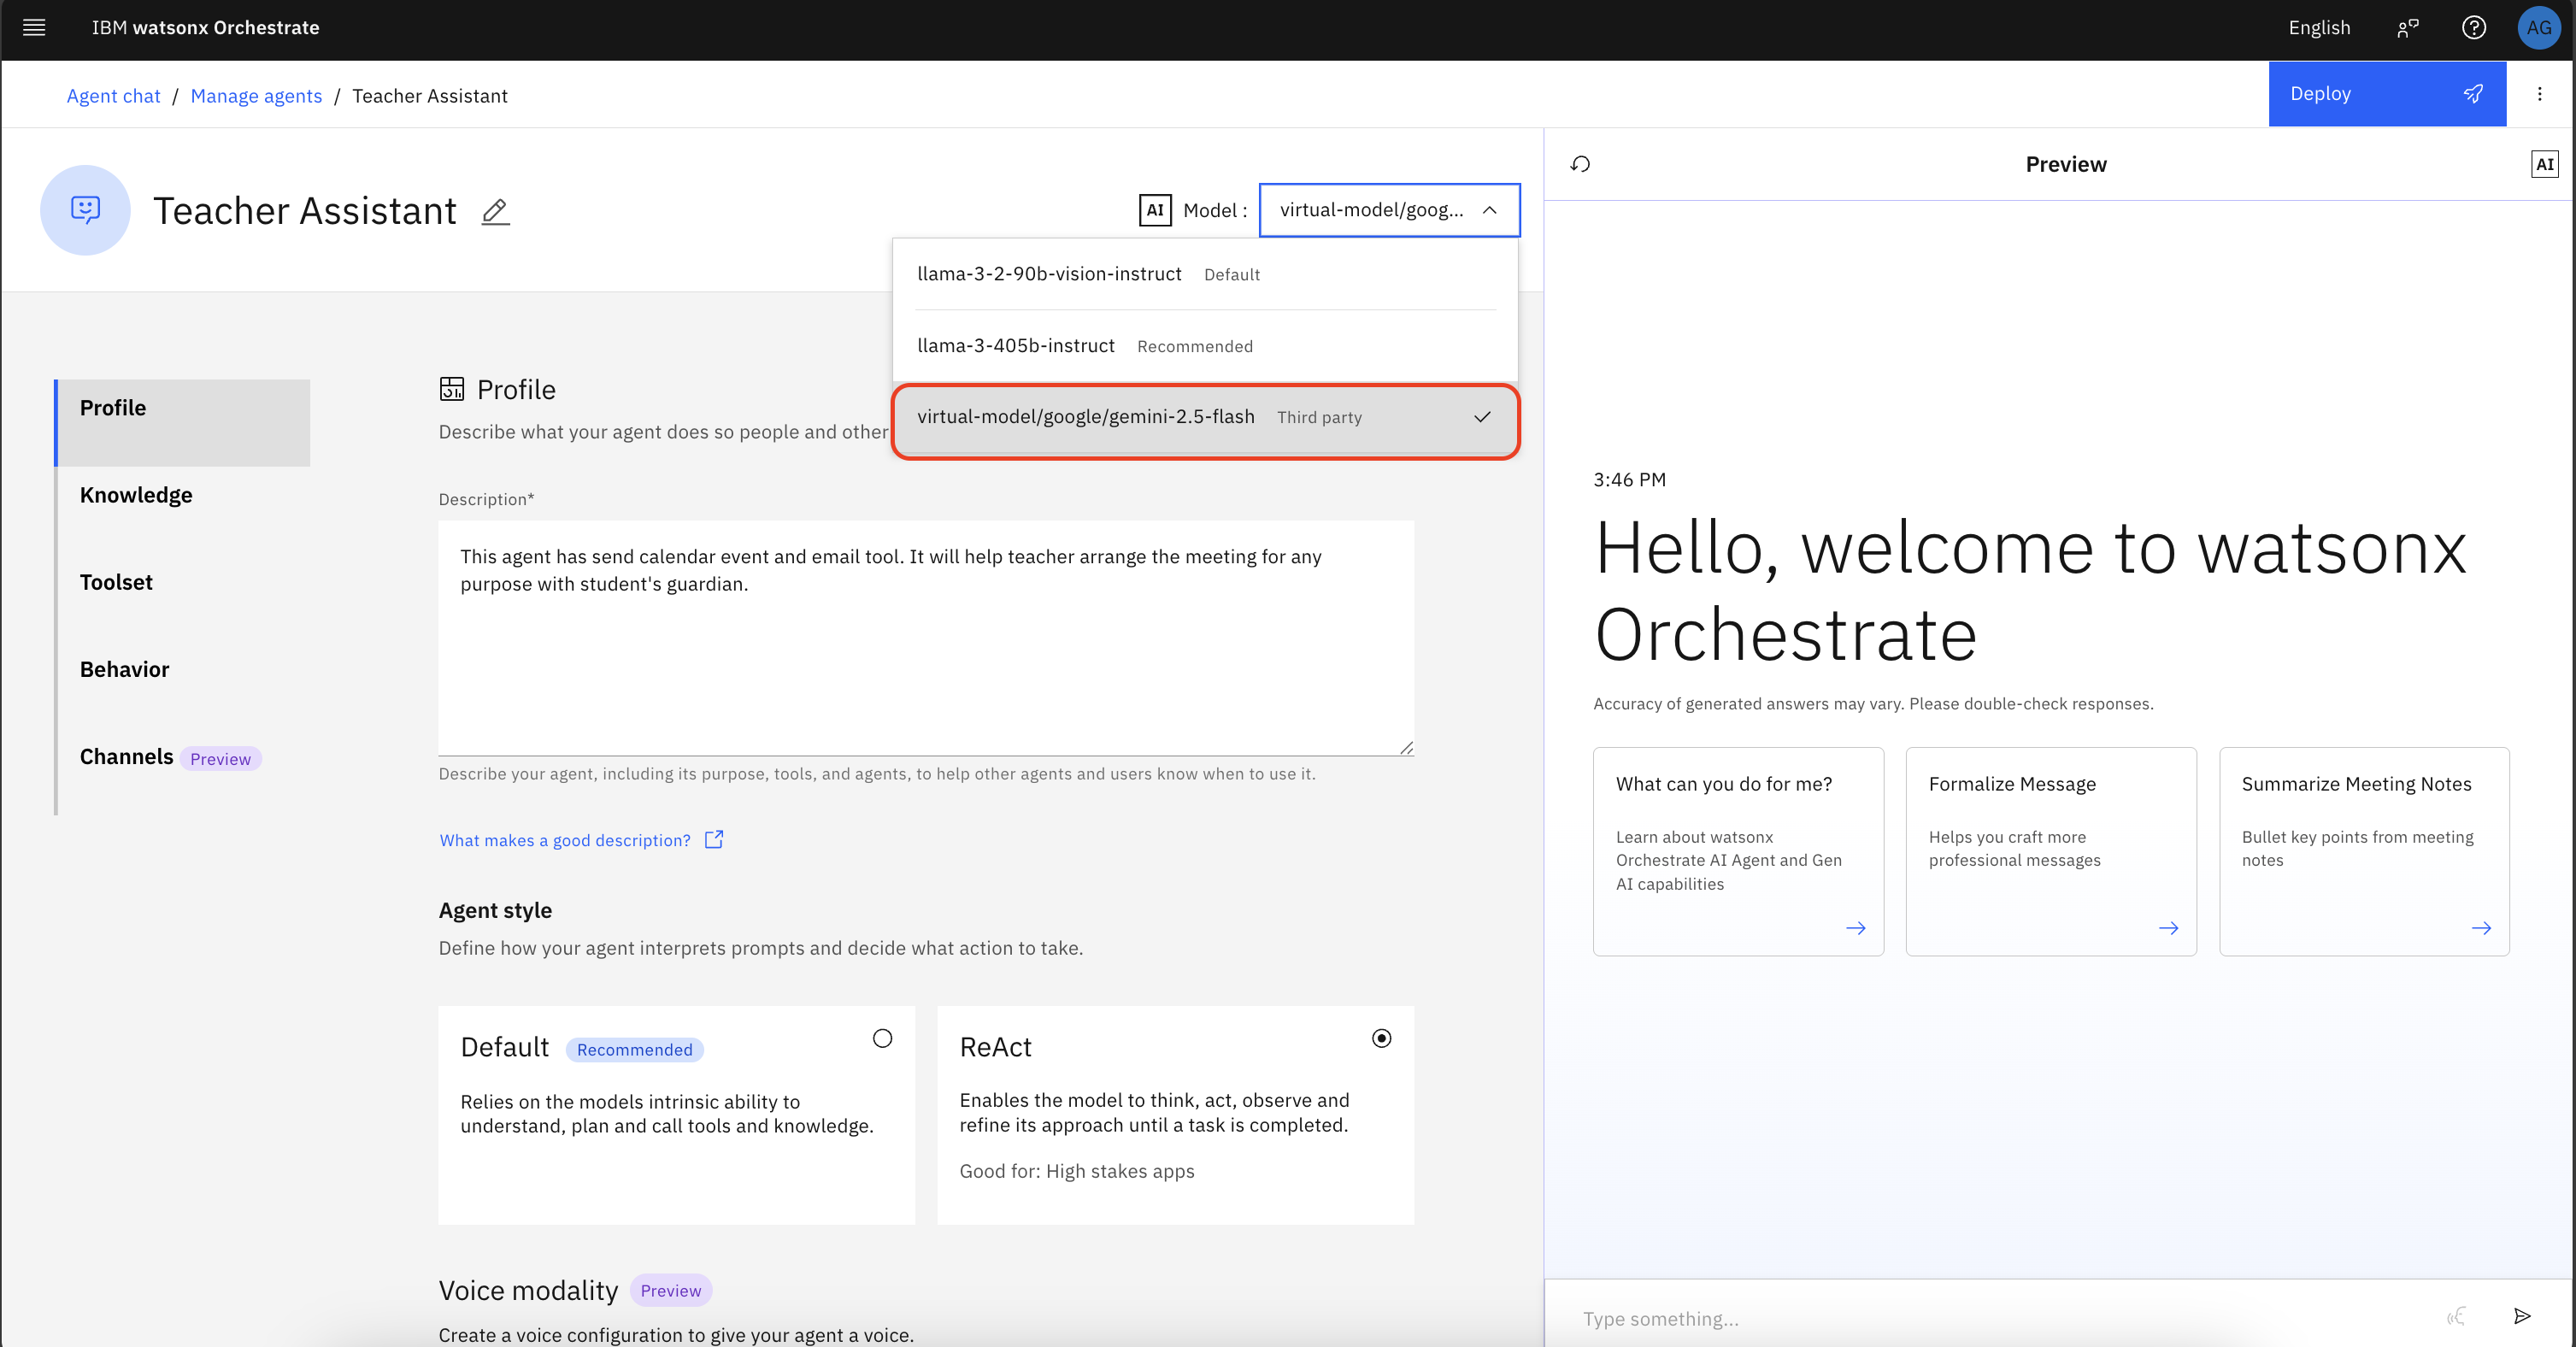 IBM watsonx Orchestrate
English
AG
Agent chat / Manage agents / Teacher Assistant
Deploy
Teacher Assistant
AI Model :
virtual-model/goog...
llama-3-2-90b-vision-instruct Default
llama-3-405b-instruct Recommended
virtual-model/google/gemini-2.5-flash Third party
Profile
Knowledge
Toolset
Behavior
Channels Preview
Profile
Describe what your agent does so people and other
Description*
This agent has send calendar event and email tool. It will help teacher arrange the meeting for any
purpose with student's guardian.
Describe your agent, including its purpose, tools, and agents, to help other agents and users know when to use it.
What makes a good description?
Agent style
Define how your agent interprets prompts and decide what action to take.
Default Recommended
Relies on the models intrinsic ability to
understand, plan and call tools and knowledge.
ReAct
Enables the model to think, act, observe and
refine its approach until a task is completed.
Good for: High stakes apps
Voice modality Preview
Create a voice configuration to give your agent a voice.
Preview
AI
3:46 PM
Hello, welcome to watsonx
Orchestrate
Accuracy of generated answers may vary. Please double-check responses.
What can you do for me?
Learn about watsonx
Orchestrate AI Agent and Gen
AI capabilities
Formalize Message
Helps you craft more
professional messages
Summarize Meeting Notes
Bullet key points from meeting
notes
Type something...